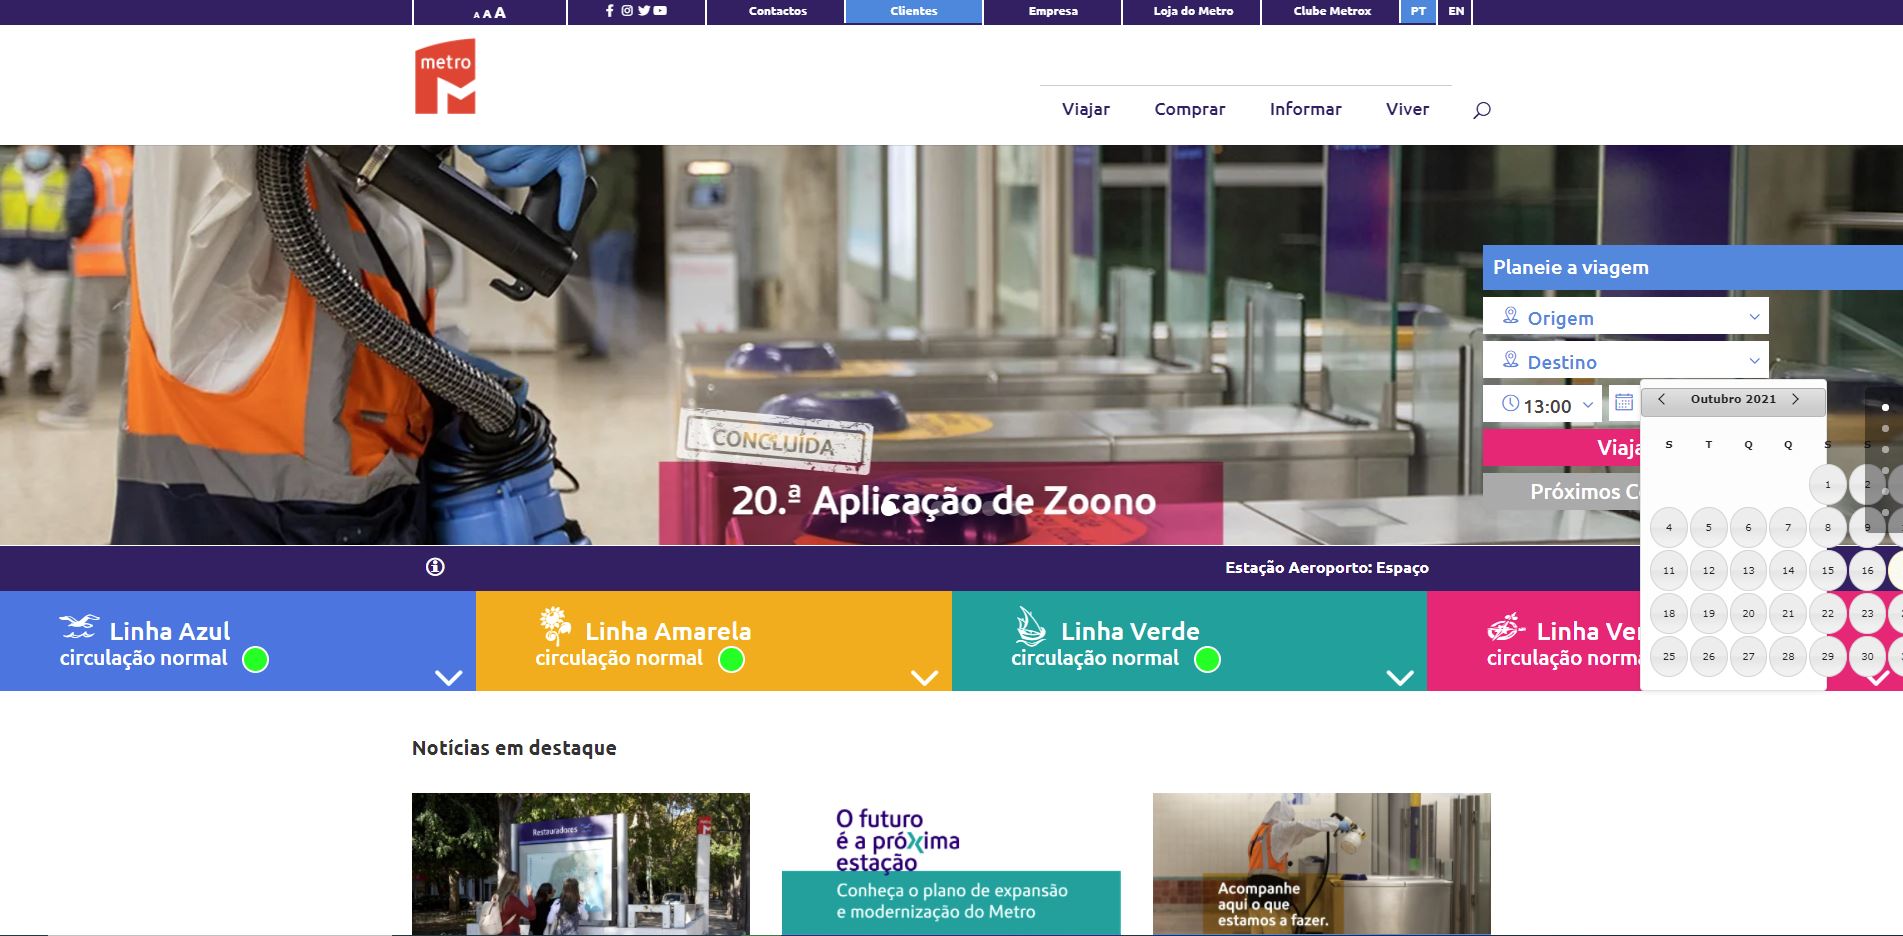 A A A
Contactos
Clientes
Empresa
Loja do Metro
Clube Metrox
PT
EN
metro
Viajar
Comprar
Informar
Viver
Planeie a viagem
Origem
Destino
13:00
Outubro 2021
S T Q Q S S
1 2
4 5 6 7 8 9
11 12 13 14 15 16
18 19 20 21 22 23
25 26 27 28 29 30
Próximos
CONCLUÍDA
20.ª Aplicação de Zoono
Estação Aeroporto: Espaço
Linha Azul
circulação normal
Linha Amarela
circulação normal
Linha Verde
circulação normal
Linha
circulação
Notícias em destaque
Restauradores
metro
O futuro
é a próxima
estação
Conheça o plano de expansão
e modernização do Metro
Acompanhe
aqui o que
estamos a fazer.